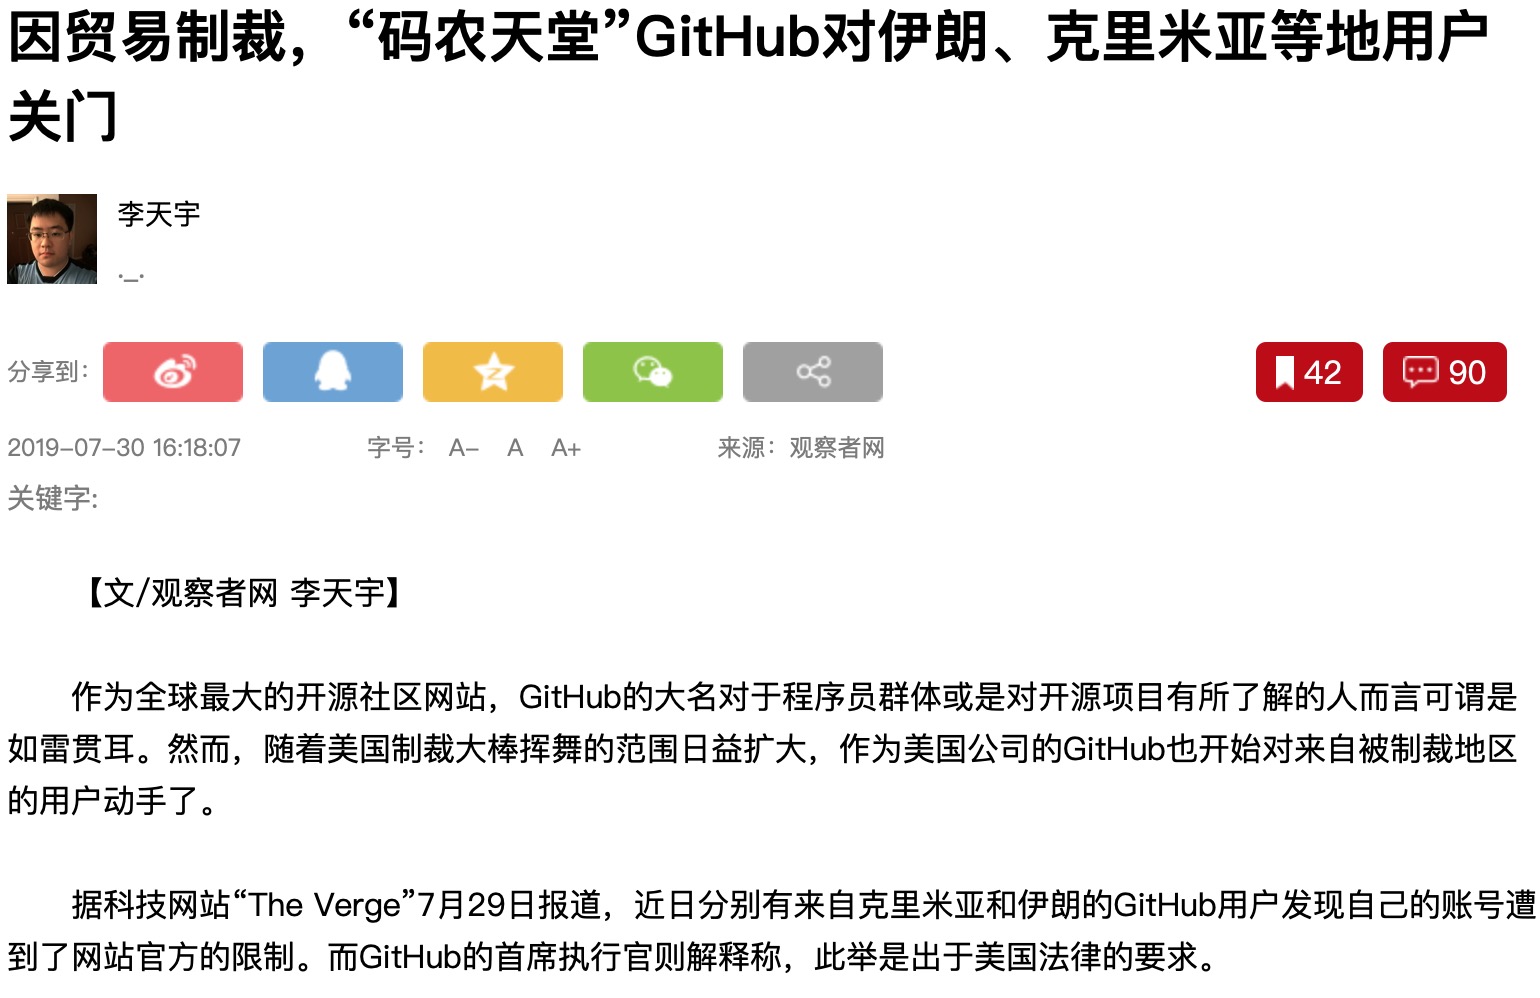 因贸易制裁，“码农天堂”GitHub对伊朗、克里米亚等地用户
关门
李天宇
._.
分享到：
42
90
2019-07-30 16:18:07 字号： A- A A+ 来源：观察者网
关键字:
【文/观察者网 李天宇】
作为全球最大的开源社区网站，GitHub的大名对于程序员群体或是对开源项目有所了解的人而言可谓是
如雷贯耳。然而，随着美国制裁大棒挥舞的范围日益扩大，作为美国公司的GitHub也开始对来自被制裁地区
的用户动手了。
据科技网站“The Verge”7月29日报道，近日分别有来自克里米亚和伊朗的GitHub用户发现自己的账号遭
到了网站官方的限制。而GitHub的首席执行官则解释称，此举是出于美国法律的要求。